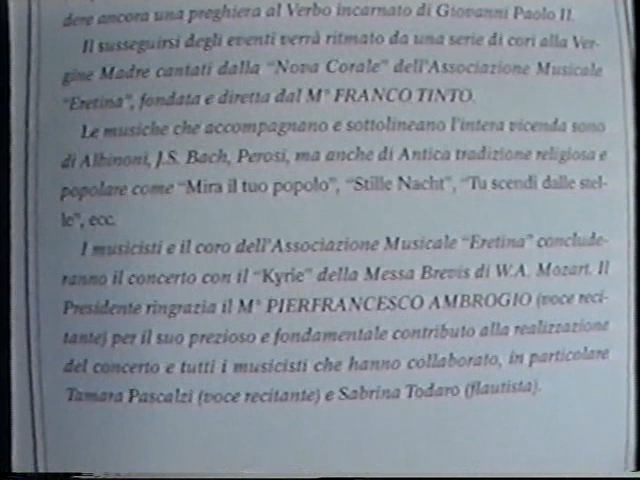 dere ancora una preghiera al Verbo incarnato di Giovanni Paolo II.
Il susseguirsi degli eventi verrà ritmato da una serie di cori alla Ver-
gine Madre cantati dalla "Nova Corale" dell'Associazione Musicale
"Eretina", fondata e diretta dal M° FRANCO TINTO.
Le musiche che accompagnano e sottolineano l'intera vicenda sono
di Albinoni, J.S. Bach, Perosi, ma anche di Antica tradizione religiosa e
popolare come "Mira il tuo popolo", "Stille Nacht", "Tu scendi dalle stel-
le", ecc.
I musicisti e il coro dell'Associazione Musicale "Eretina" conclude-
ranno il concerto con il "Kyrie" della Messa Brevis di W.A. Mozart. Il
Presidente ringrazia il M° PIERFRANCESCO AMBROGIO (voce reci-
tante) per il suo prezioso e fondamentale contributo alla realizzazione
del concerto e tutti i musicisti che hanno collaborato, in particolare
Tamara Pascalzi (voce recitante) e Sabrina Todaro (flautista).